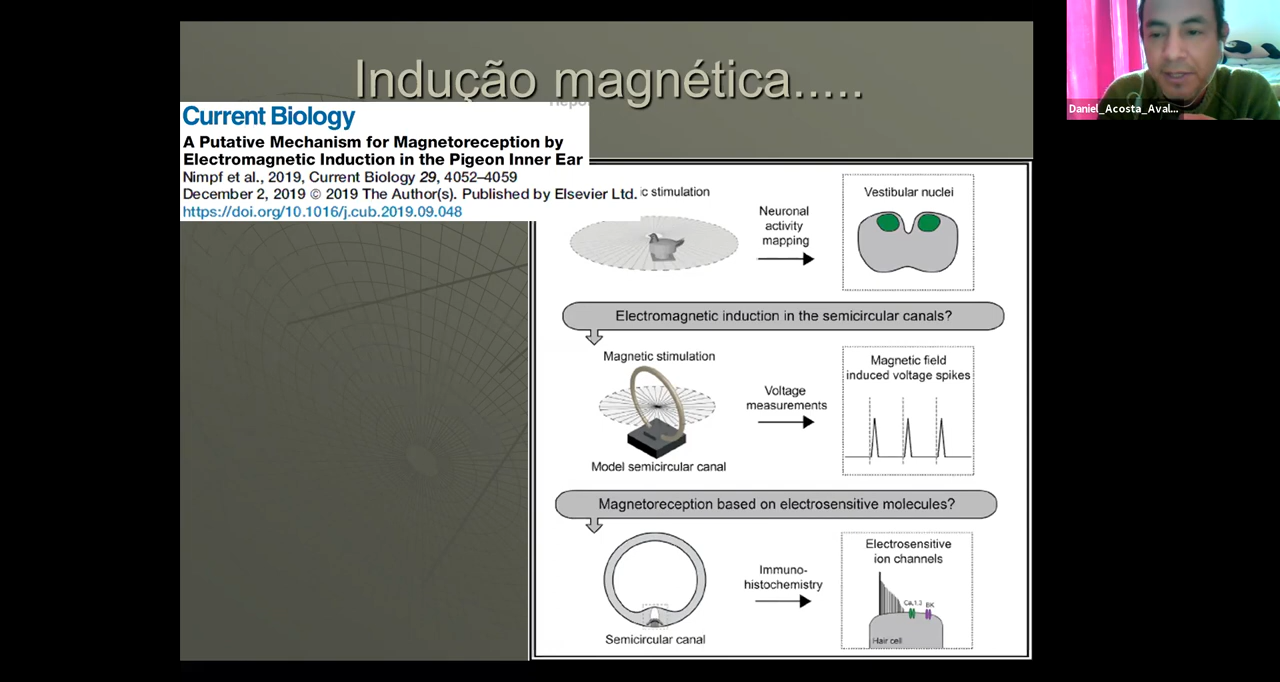 Indução magnética.....
Current Biology
A Putative Mechanism for Magnetoreception by
Electromagnetic Induction in the Pigeon Inner Ear
Nimpf et al., 2019, Current Biology 29, 4052–4059
December 2, 2019 © 2019 The Author(s). Published by Elsevier Ltd.
https://doi.org/10.1016/j.cub.2019.09.048
ic stimulation
Neuronal
activity
mapping
Vestibular nuclei
Electromagnetic induction in the semicircular canals?
Magnetic stimulation
Model semicircular canal
Voltage
measurements
Magnetic field
induced voltage spikes
Magnetoreception based on electrosensitive molecules?
Semicircular canal
Immuno-
histochemistry
Electrosensitive
ion channels
Caᵥ1.3 BK
Hair cell
Daniel_Acosta_Aval...